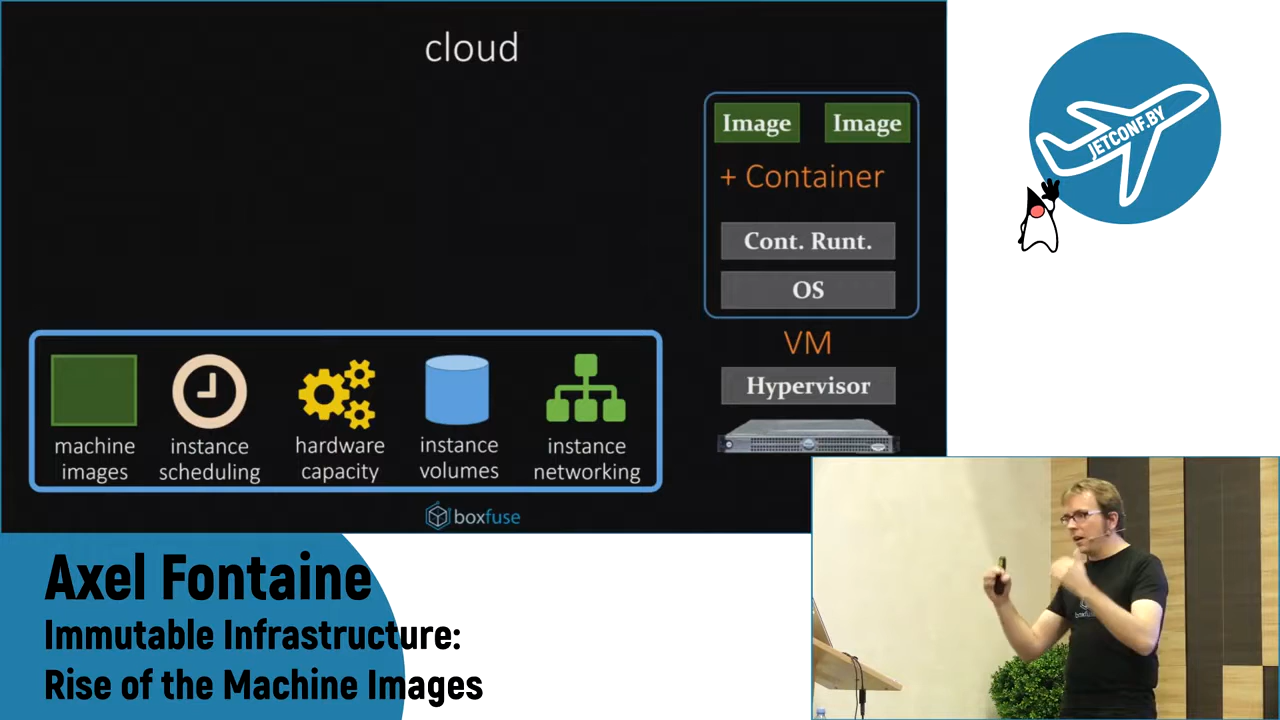 cloud
Image
Image
+ Container
Cont. Runt.
OS
VM
Hypervisor
machine
images
instance
scheduling
hardware
capacity
instance
volumes
instance
networking
boxfuse
JETCONF.BY
Axel Fontaine
Immutable Infrastructure:
Rise of the Machine Images